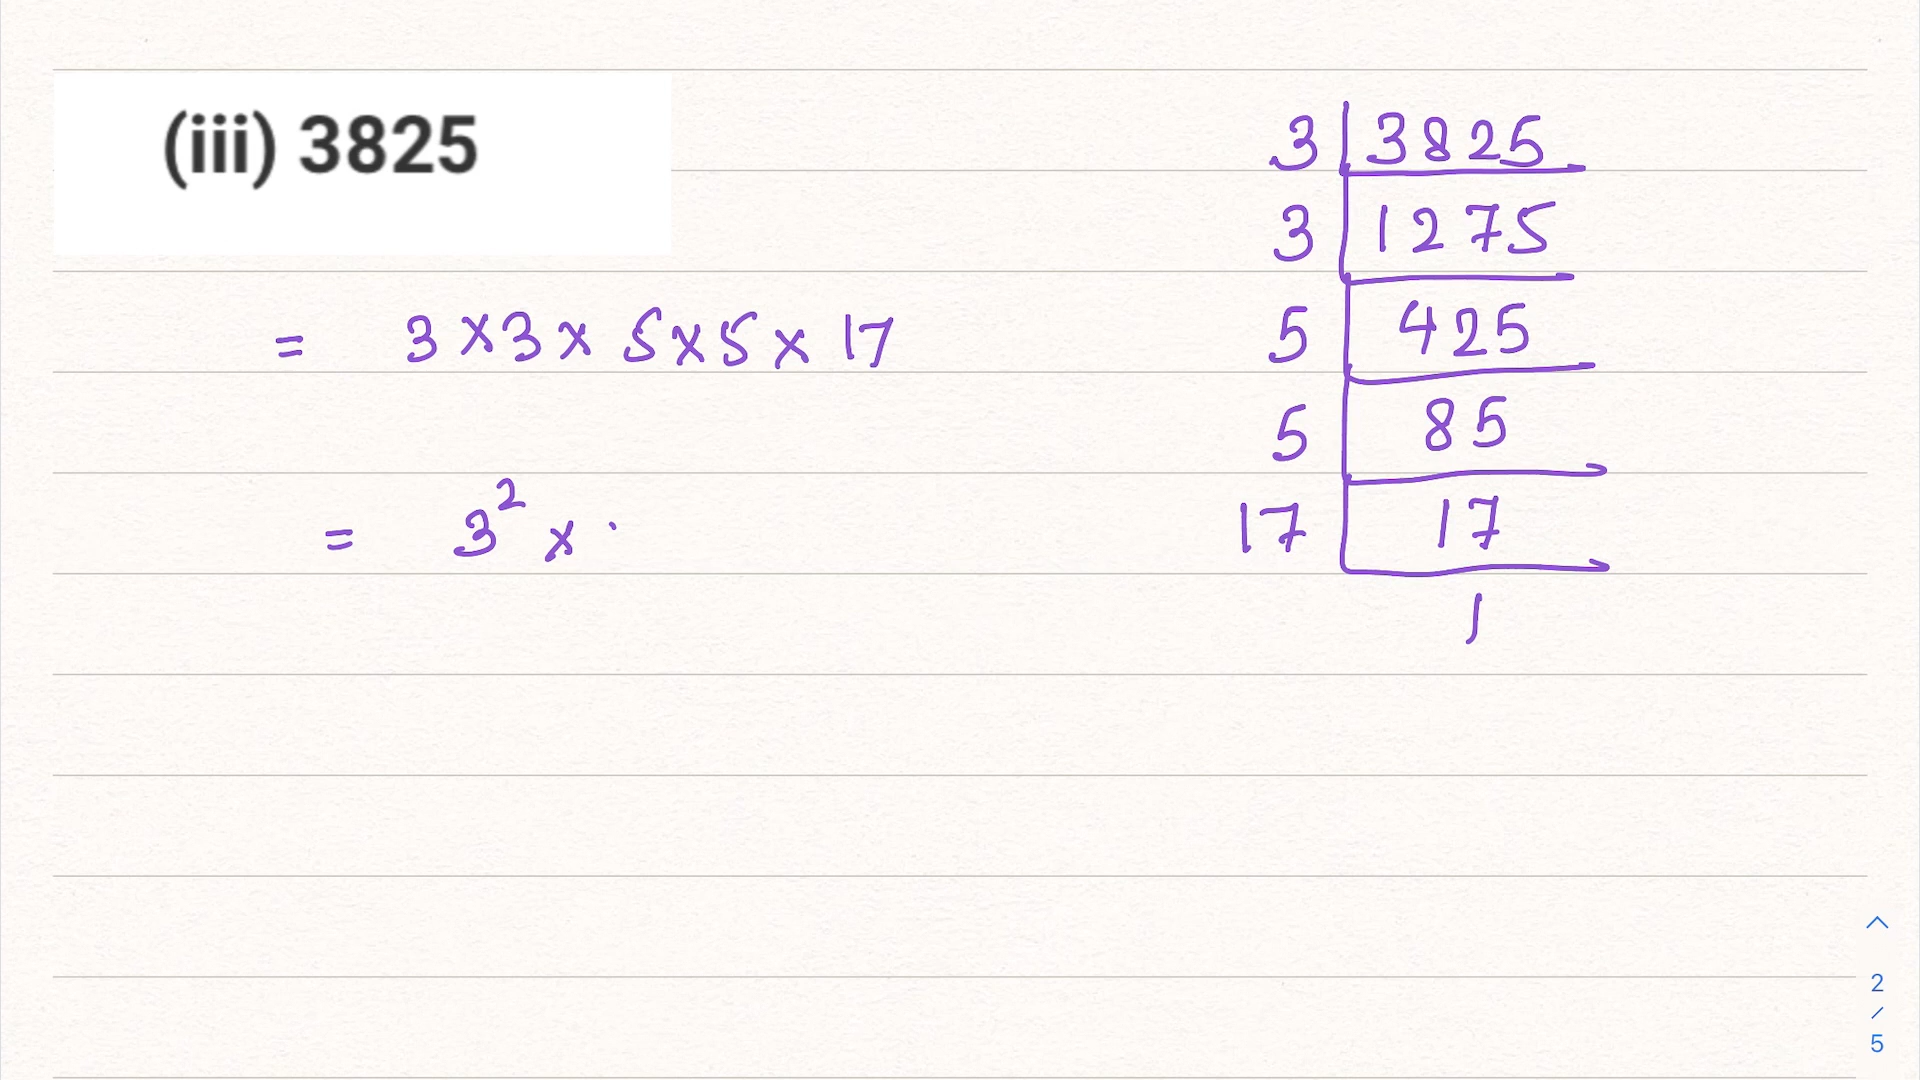 (iii) 3825
= 3 × 3 × 5 × 5 × 17
= 3² ×
3 | 3825
3 | 1275
5 | 425
5 | 85
17 | 17
1
2
/
5